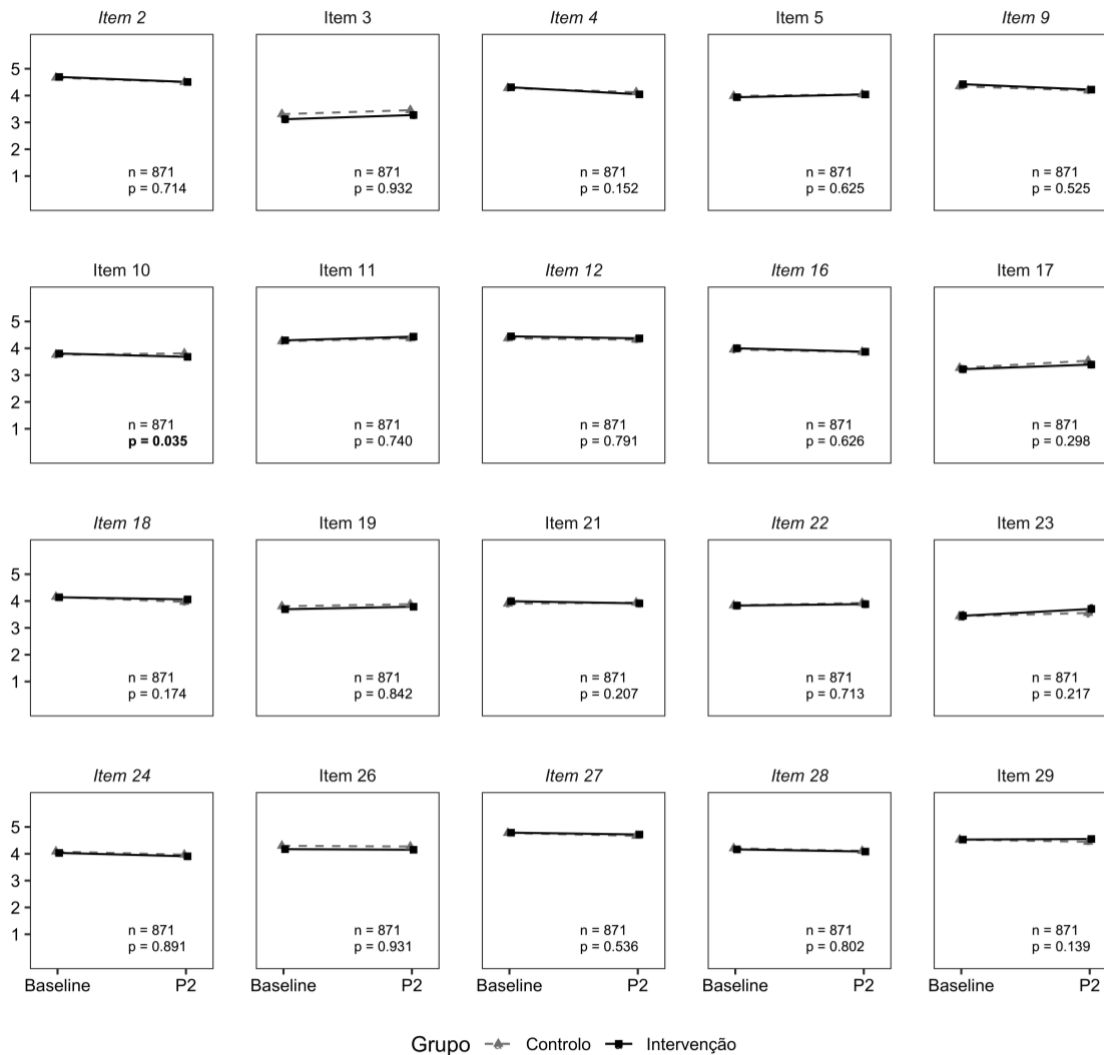 Item 2
Item 3
Item 4
Item 5
Item 9
5
4
3
2
1
n = 871
p = 0.714
n = 871
p = 0.932
n = 871
p = 0.152
n = 871
p = 0.625
n = 871
p = 0.525
Item 10
Item 11
Item 12
Item 16
Item 17
5
4
3
2
1
n = 871
p = 0.035
n = 871
p = 0.740
n = 871
p = 0.791
n = 871
p = 0.626
n = 871
p = 0.298
Item 18
Item 19
Item 21
Item 22
Item 23
5
4
3
2
1
n = 871
p = 0.174
n = 871
p = 0.842
n = 871
p = 0.207
n = 871
p = 0.713
n = 871
p = 0.217
Item 24
Item 26
Item 27
Item 28
Item 29
5
4
3
2
1
n = 871
p = 0.891
n = 871
p = 0.931
n = 871
p = 0.536
n = 871
p = 0.802
n = 871
p = 0.139
Baseline P2
Baseline P2
Baseline P2
Baseline P2
Baseline P2
Grupo Controlo Intervenção